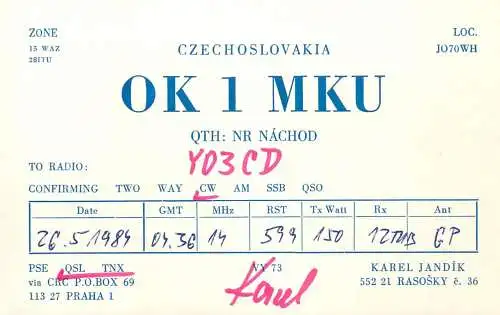 ZONE
15 WAZ
28ITU
LOC.
JO70WH
CZECHOSLOVAKIA
OK 1 MKU
QTH: NR NÁCHOD
TO RADIO: YO3CD
CONFIRMING TWO WAY CW AM SSB QSO
Date GMT MHz RST Tx Watt Rx Ant
26.5.1984 04.36 14 599 150 12TUB GP
PSE QSL TNX VY 73 KAREL JANDÍK
via CRC P.O.BOX 69 Karel 552 21 RASOŠKY č. 36
113 27 PRAHA 1